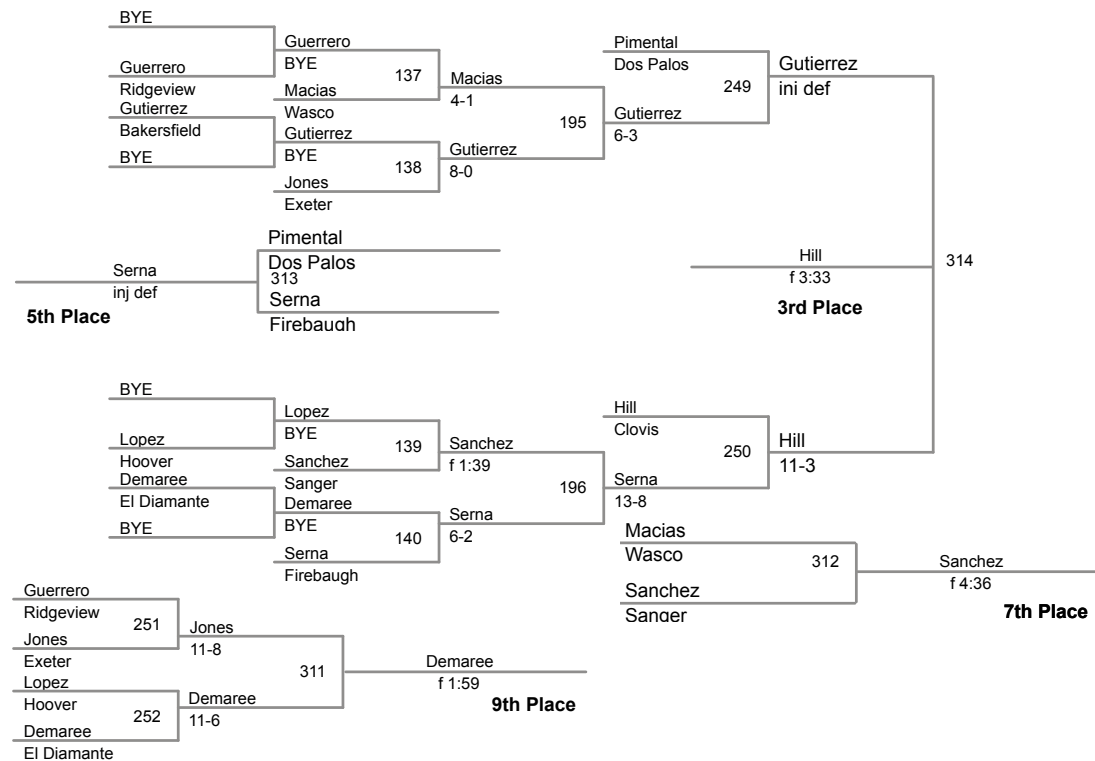 BYE
Guerrero
Ridgeview
Gutierrez
Bakersfield
BYE
Guerrero
BYE
137
Macias
Wasco
Gutierrez
BYE
138
Jones
Exeter
Macias
4-1
195
Gutierrez
8-0
Pimental
Dos Palos
249
Gutierrez
6-3
Gutierrez
inj def
314
Hill
f 3:33
3rd Place
Pimental
Dos Palos
313
Serna
Firebaugh
Serna
inj def
5th Place
BYE
Lopez
Hoover
Demaree
El Diamante
BYE
Lopez
BYE
139
Sanchez
Sanger
Demaree
BYE
140
Serna
Firebaugh
Sanchez
f 1:39
196
Serna
6-2
Hill
Clovis
250
Serna
13-8
Hill
11-3
Macias
Wasco
312
Sanchez
Sanger
Sanchez
f 4:36
7th Place
Guerrero
Ridgeview
251
Jones
Exeter
Lopez
Hoover
252
Demaree
El Diamante
Jones
11-8
311
Demaree
11-6
Demaree
f 1:59
9th Place